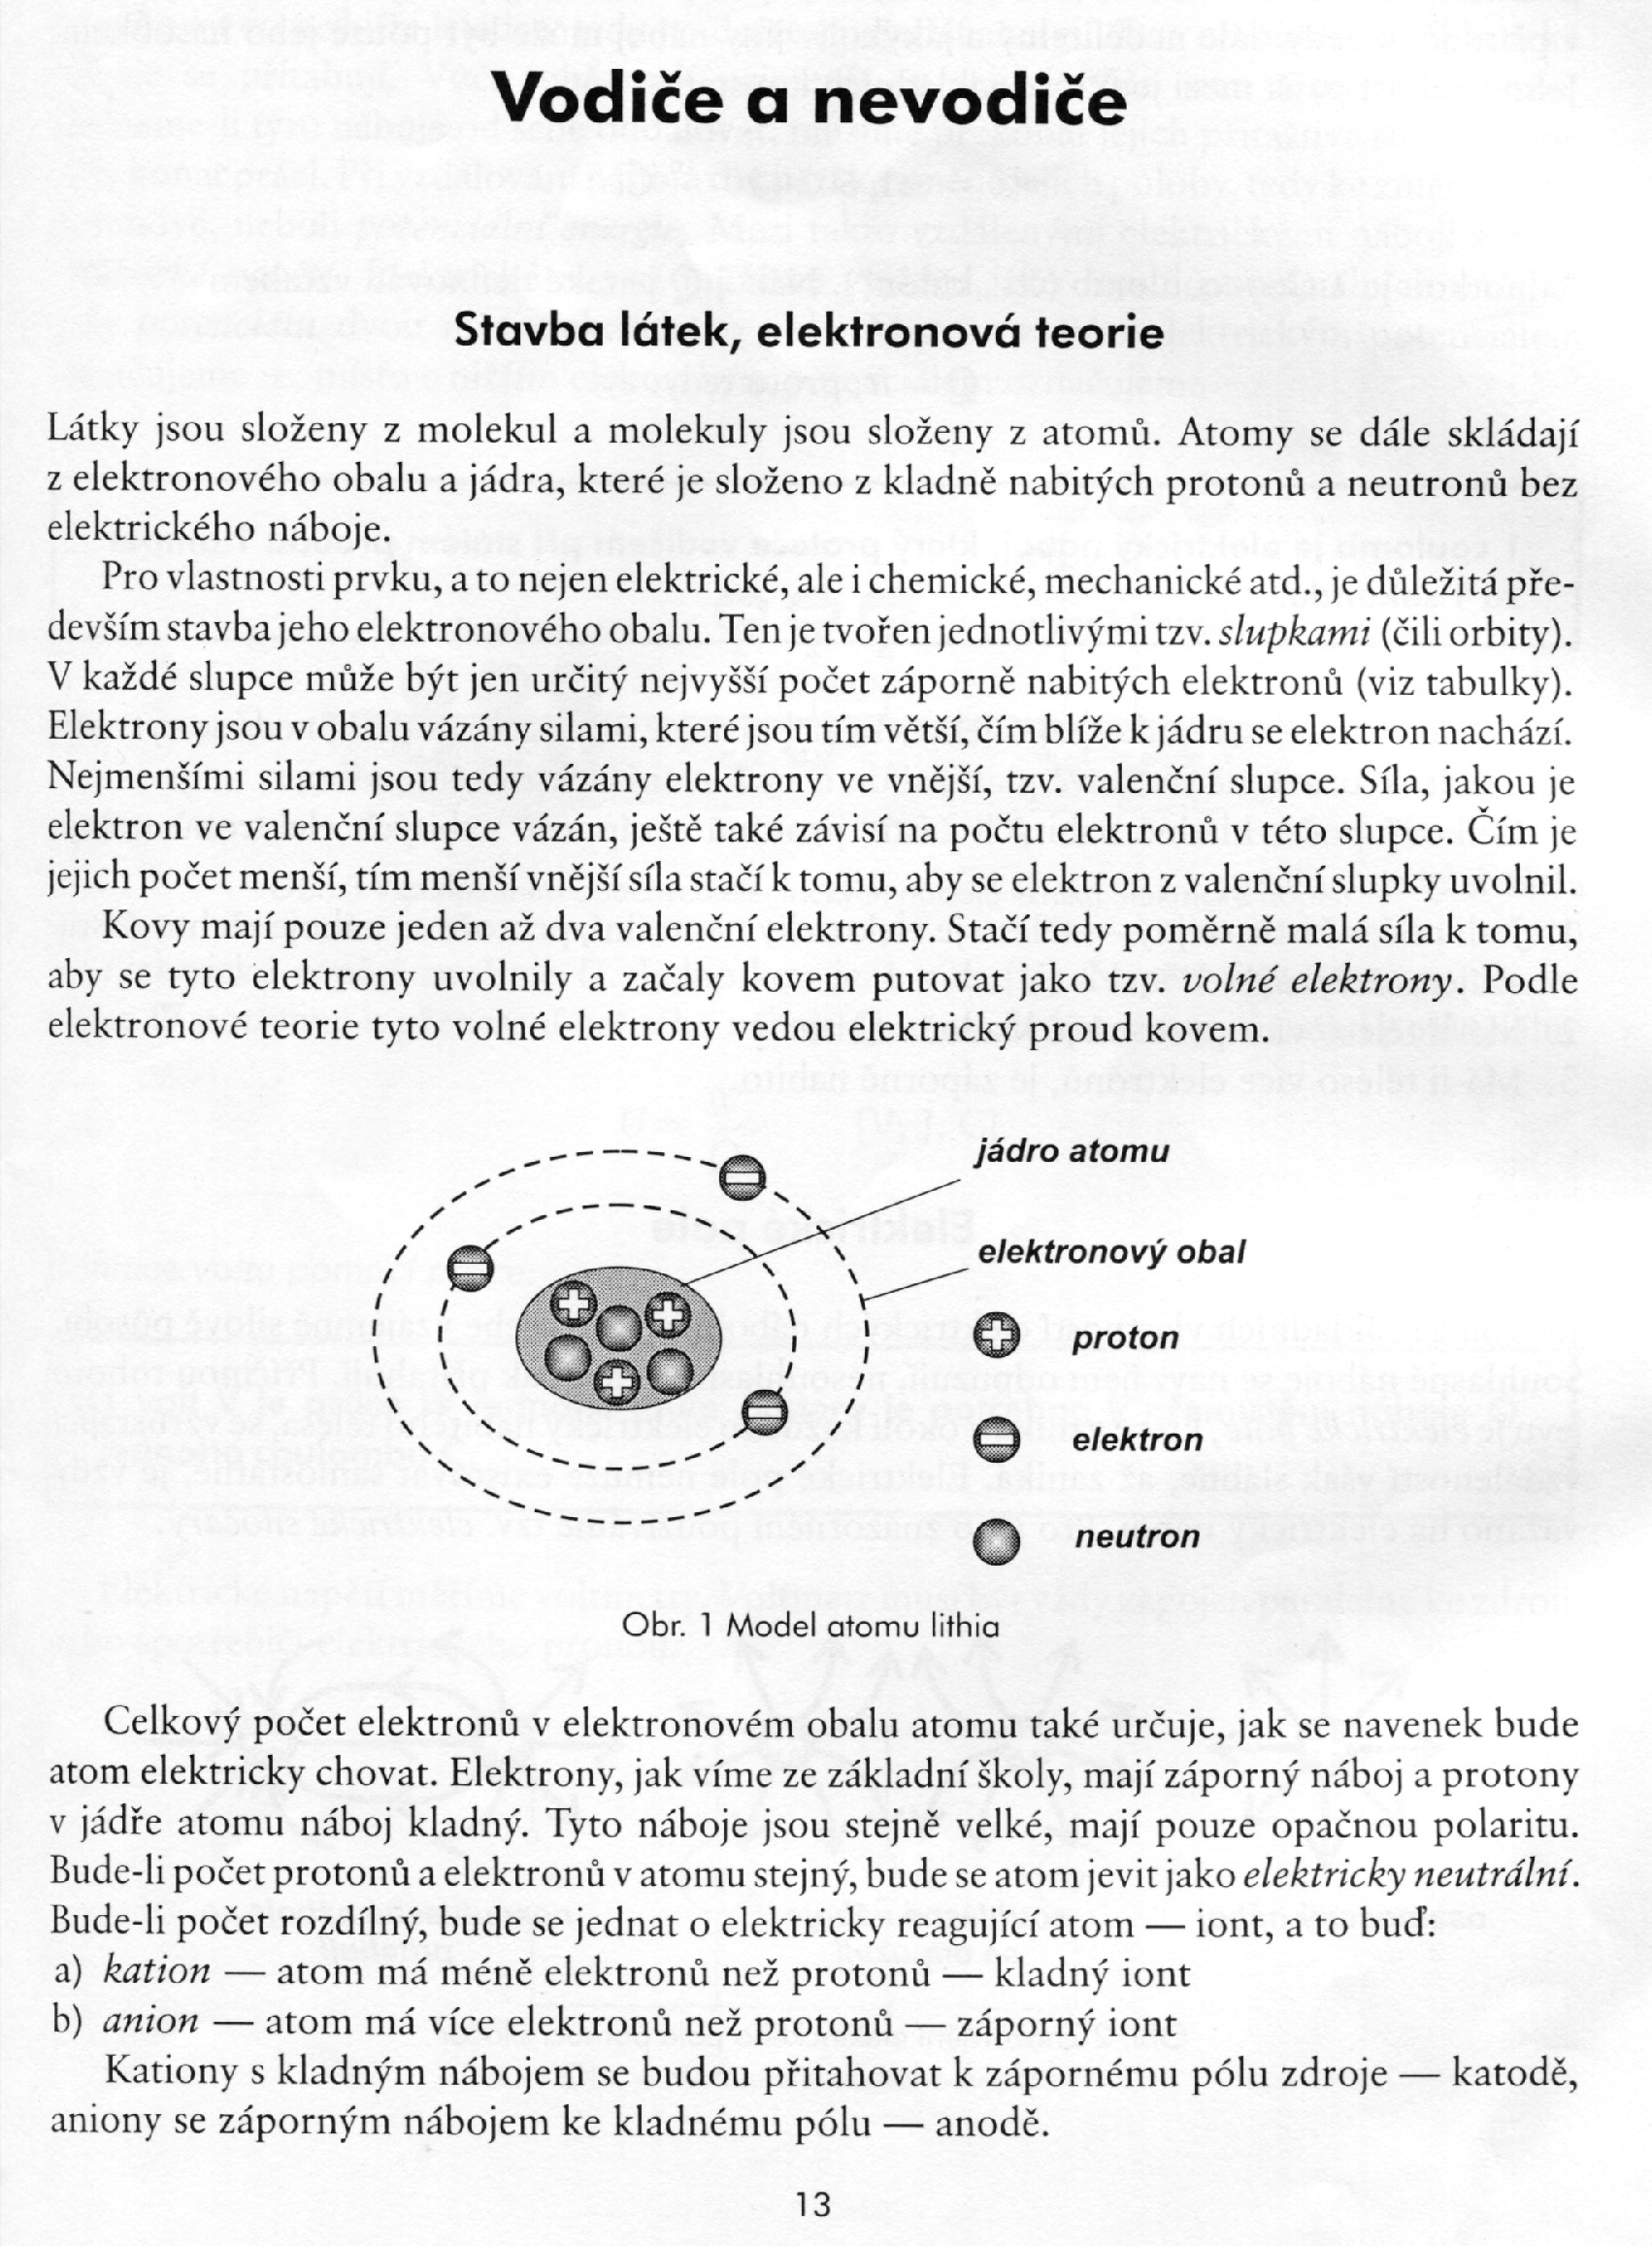 Vodiče a nevodiče
Stavba látek, elektronová teorie
Látky jsou složeny z molekul a molekuly jsou složeny z atomů. Atomy se dále skládají
z elektronového obalu a jádra, které je složeno z kladně nabitých protonů a neutronů bez
elektrického náboje.
Pro vlastnosti prvku, a to nejen elektrické, ale i chemické, mechanické atd., je důležitá pře-
devším stavba jeho elektronového obalu. Ten je tvořen jednotlivými tzv. slupkami (čili orbity).
V každé slupce může být jen určitý nejvyšší počet záporně nabitých elektronů (viz tabulky).
Elektrony jsou v obalu vázány silami, které jsou tím větší, čím blíže k jádru se elektron nachází.
Nejmenšími silami jsou tedy vázány elektrony ve vnější, tzv. valenční slupce. Síla, jakou je
elektron ve valenční slupce vázán, ještě také závisí na počtu elektronů v této slupce. Čím je
jejich počet menší, tím menší vnější síla stačí k tomu, aby se elektron z valenční slupky uvolnil.
Kovy mají pouze jeden až dva valenční elektrony. Stačí tedy poměrně malá síla k tomu,
aby se tyto elektrony uvolnily a začaly kovem putovat jako tzv. volné elektrony. Podle
elektronové teorie tyto volné elektrony vedou elektrický proud kovem.
jádro atomu
elektronový obal
proton
elektron
neutron
Obr. 1 Model atomu lithia
Celkový počet elektronů v elektronovém obalu atomu také určuje, jak se navenek bude
atom elektricky chovat. Elektrony, jak víme ze základní školy, mají záporný náboj a protony
v jádře atomu náboj kladný. Tyto náboje jsou stejně velké, mají pouze opačnou polaritu.
Bude-li počet protonů a elektronů v atomu stejný, bude se atom jevit jako elektricky neutrální.
Bude-li počet rozdílný, bude se jednat o elektricky reagující atom — iont, a to buď:
a) kation — atom má méně elektronů než protonů — kladný iont
b) anion — atom má více elektronů než protonů — záporný iont
Kationy s kladným nábojem se budou přitahovat k zápornému pólu zdroje — katodě,
aniony se záporným nábojem ke kladnému pólu — anodě.
13